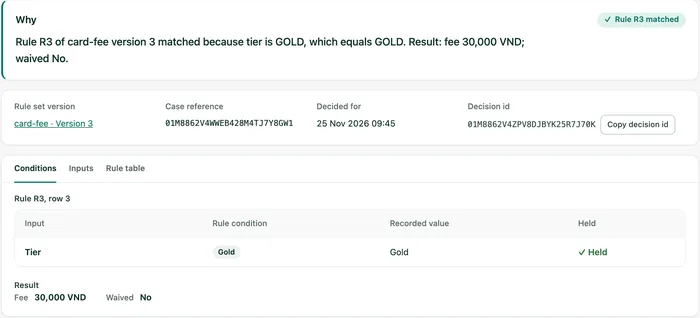 Why
✓ Rule R3 matched
Rule R3 of card-fee version 3 matched because tier is GOLD, which equals GOLD. Result: fee 30,000 VND;
waived No.
Rule set version
Case reference
Decided for
Decision id
card-fee - Version 3
01M8862V4WWEB428M4TJ7Y8GW1
25 Nov 2026 09:45
01M8862V4ZPV8DJBYK25R7J70K
Copy decision id
Conditions
Inputs
Rule table
Rule R3, row 3
Input
Rule condition
Recorded value
Held
Tier
Gold
Gold
✓ Held
Result
Fee 30,000 VND
Waived No